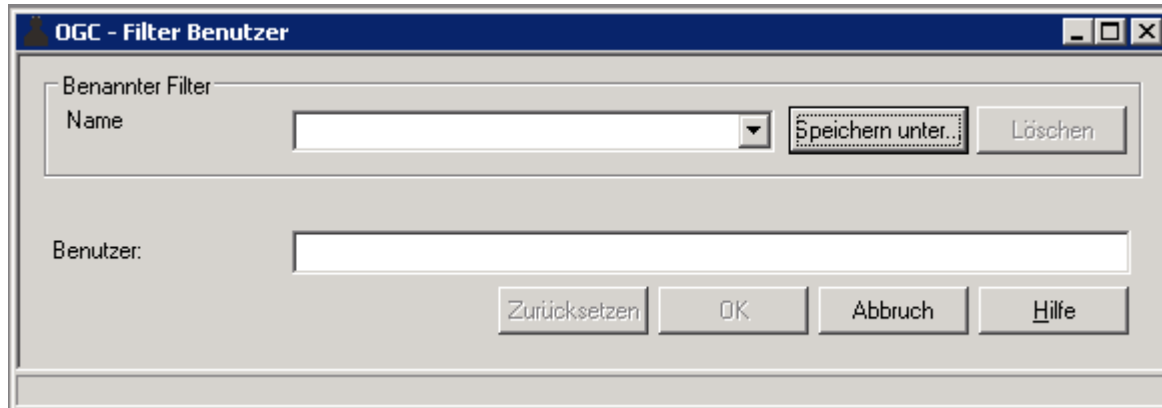 OGC - Filter Benutzer
Benannter Filter
Name
Speichern unter...
Löschen
Benutzer:
Zurücksetzen
OK
Abbruch
Hilfe